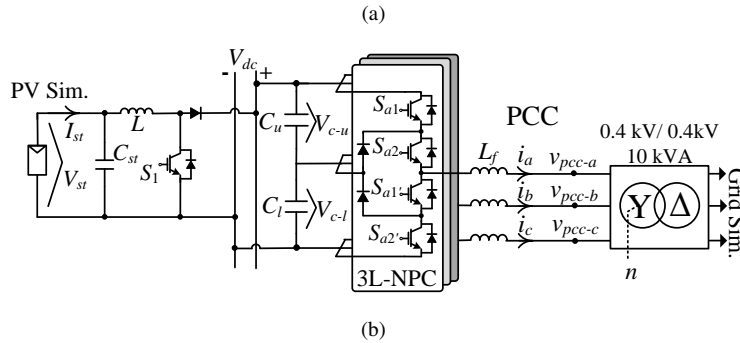 (a)
PV Sim.
I_st
V_st
C_st
L
S_1
- V_dc +
C_u
V_c-u
C_l
V_c-l
S_a1
S_a2
S_a1'
S_a2'
3L-NPC
PCC
L_f
i_a
v_pcc-a
i_b
v_pcc-b
i_c
v_pcc-c
0.4 kV/ 0.4kV
10 kVA
Y Δ
n
Grid Sim.
(b)